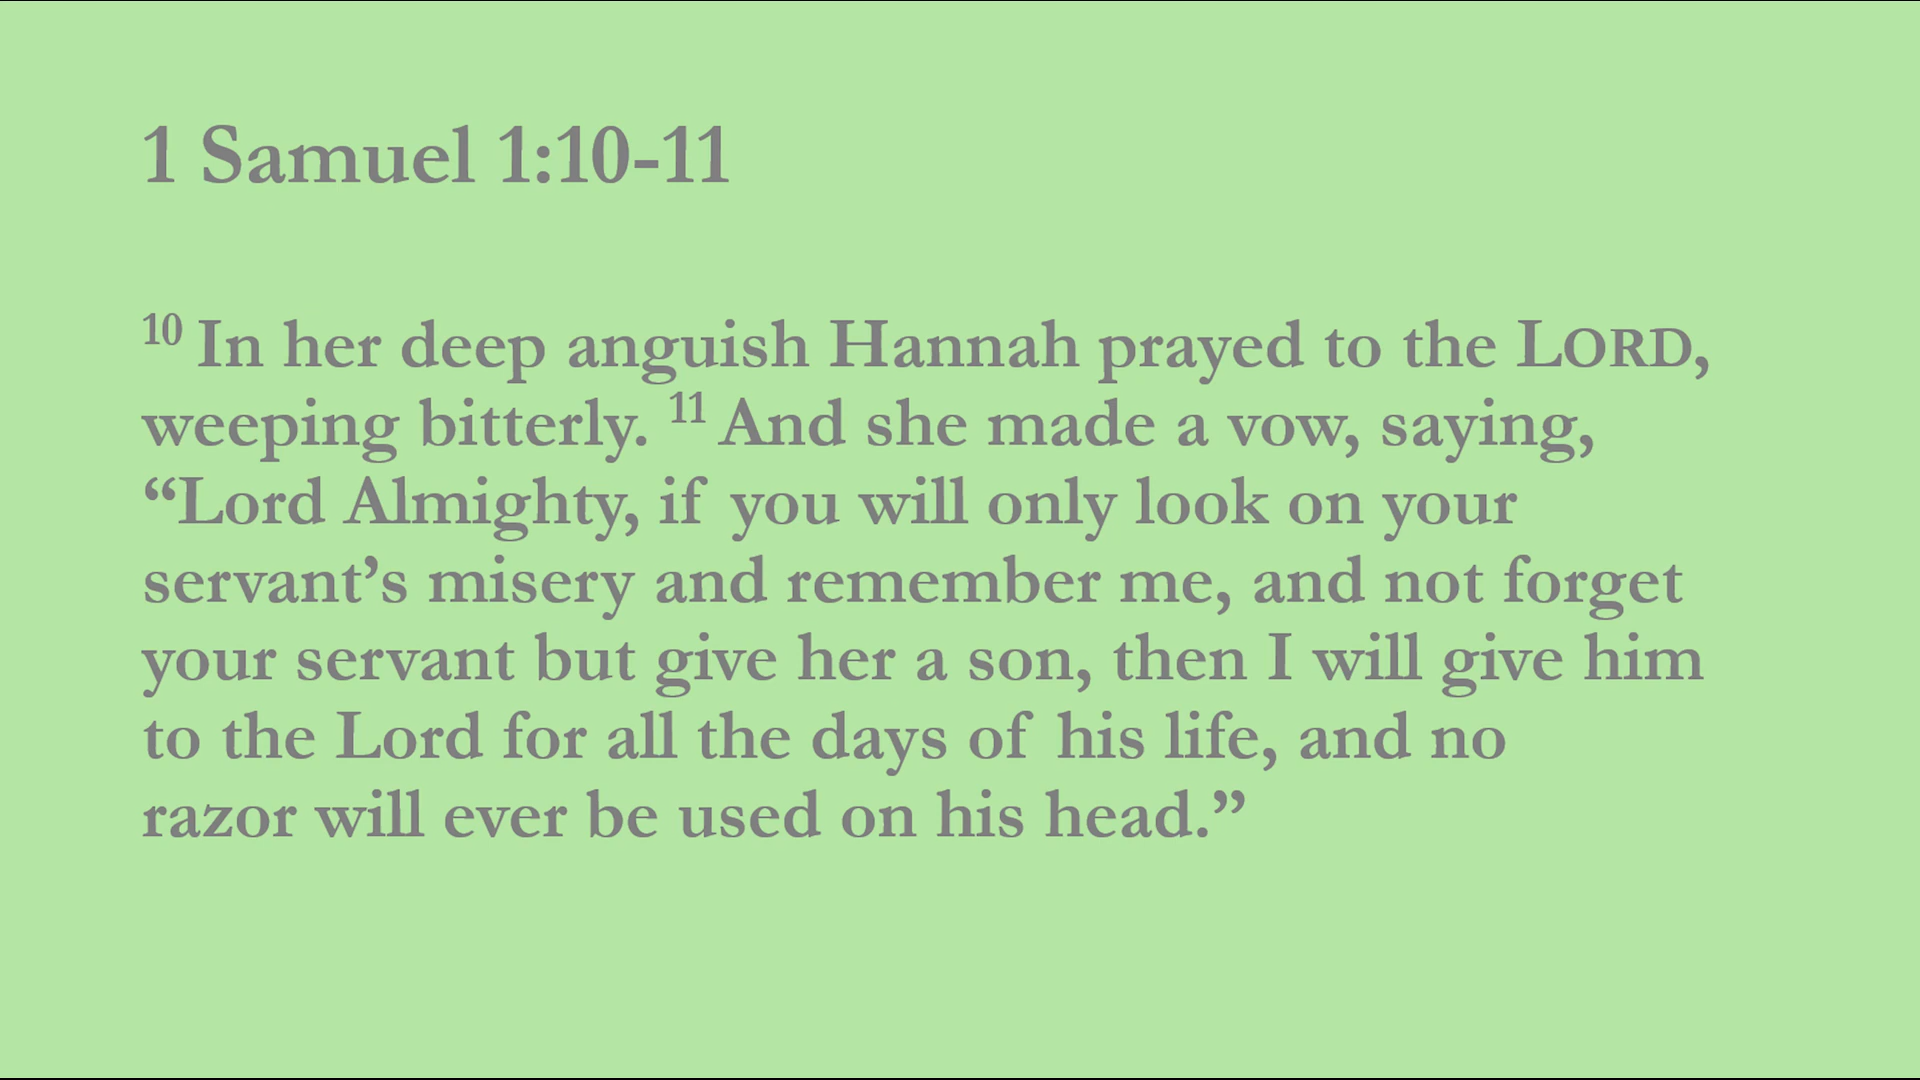 1 Samuel 1:10-11
10 In her deep anguish Hannah prayed to the LORD,
weeping bitterly. 11 And she made a vow, saying,
“Lord Almighty, if you will only look on your
servant’s misery and remember me, and not forget
your servant but give her a son, then I will give him
to the Lord for all the days of his life, and no
razor will ever be used on his head.”